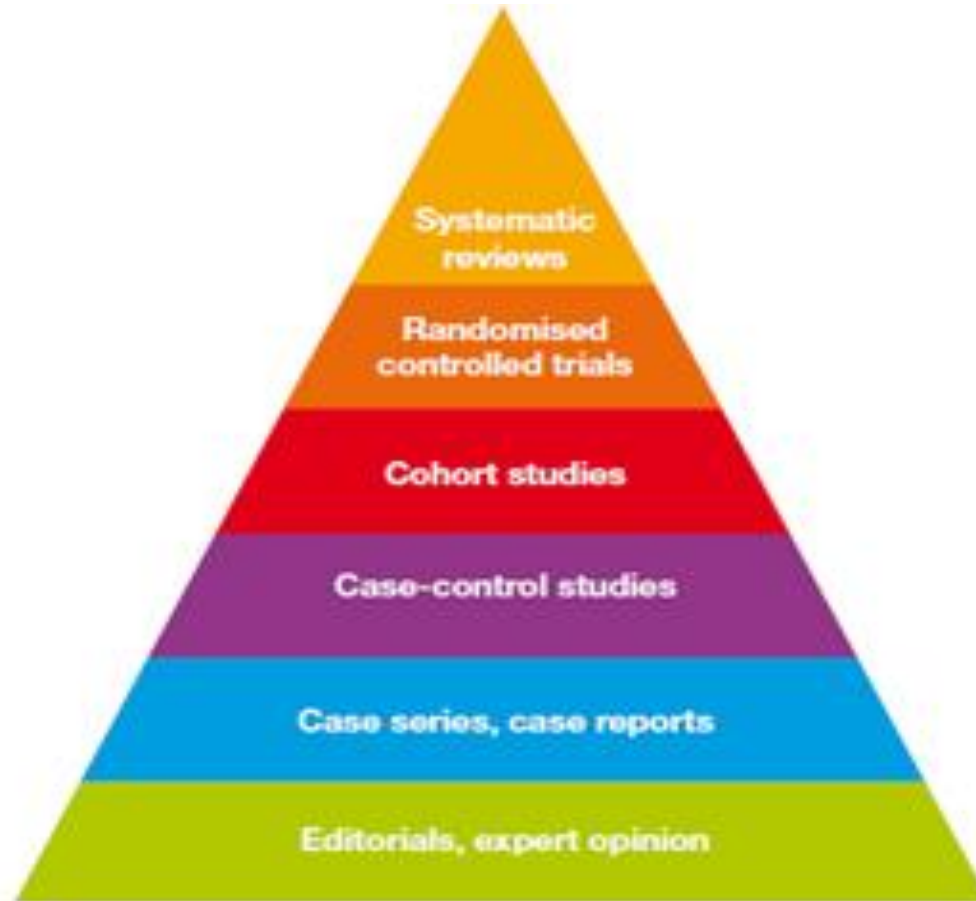 Systematic
reviews
Randomised
controlled trials
Cohort studies
Case-control studies
Case series, case reports
Editorials, expert opinion